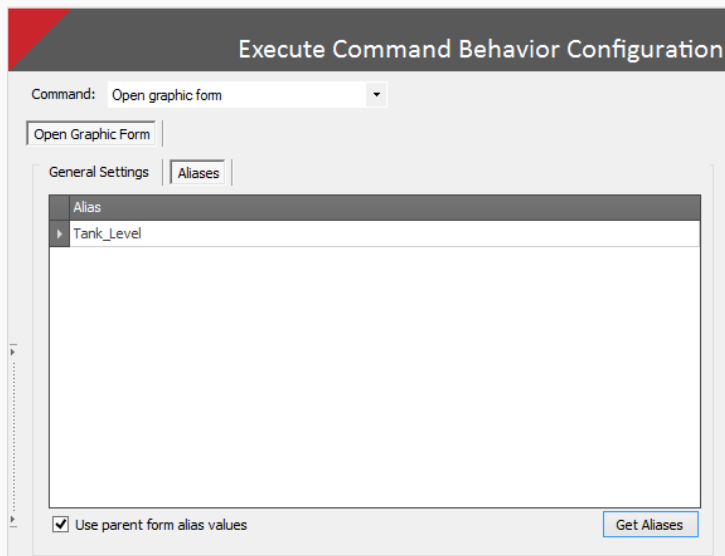 Execute Command Behavior Configuration
Command: Open graphic form
Open Graphic Form
General Settings Aliases
Alias
Tank_Level
Use parent form alias values Get Aliases